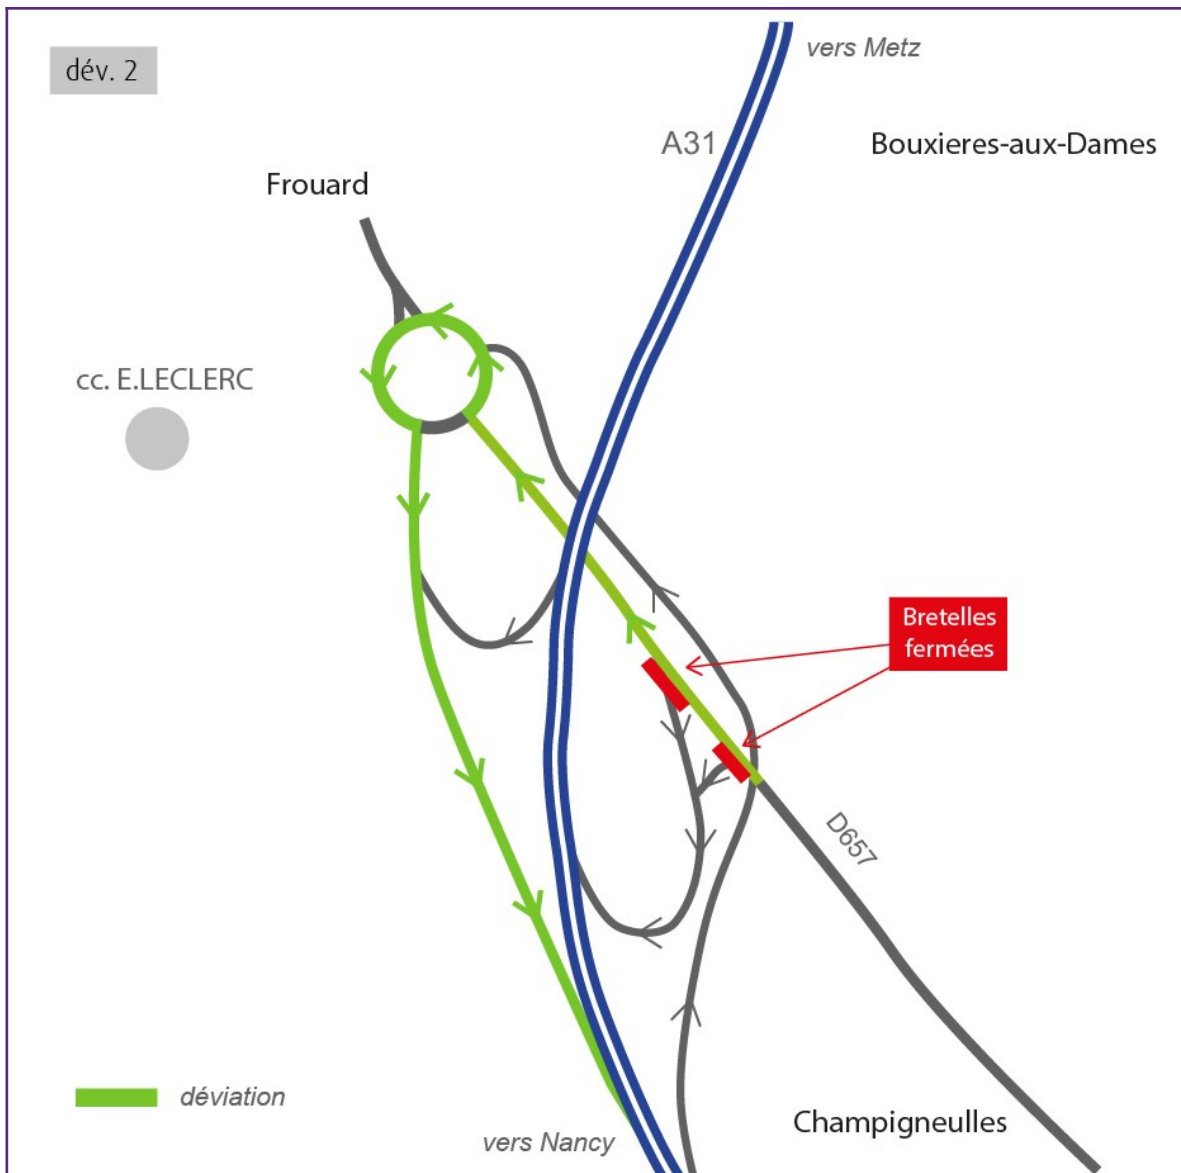 dév. 2
vers Metz
A31
Bouxieres-aux-Dames
Frouard
cc. E.LECLERC
Bretelles
fermées
D657
déviation
Champigneulles
vers Nancy